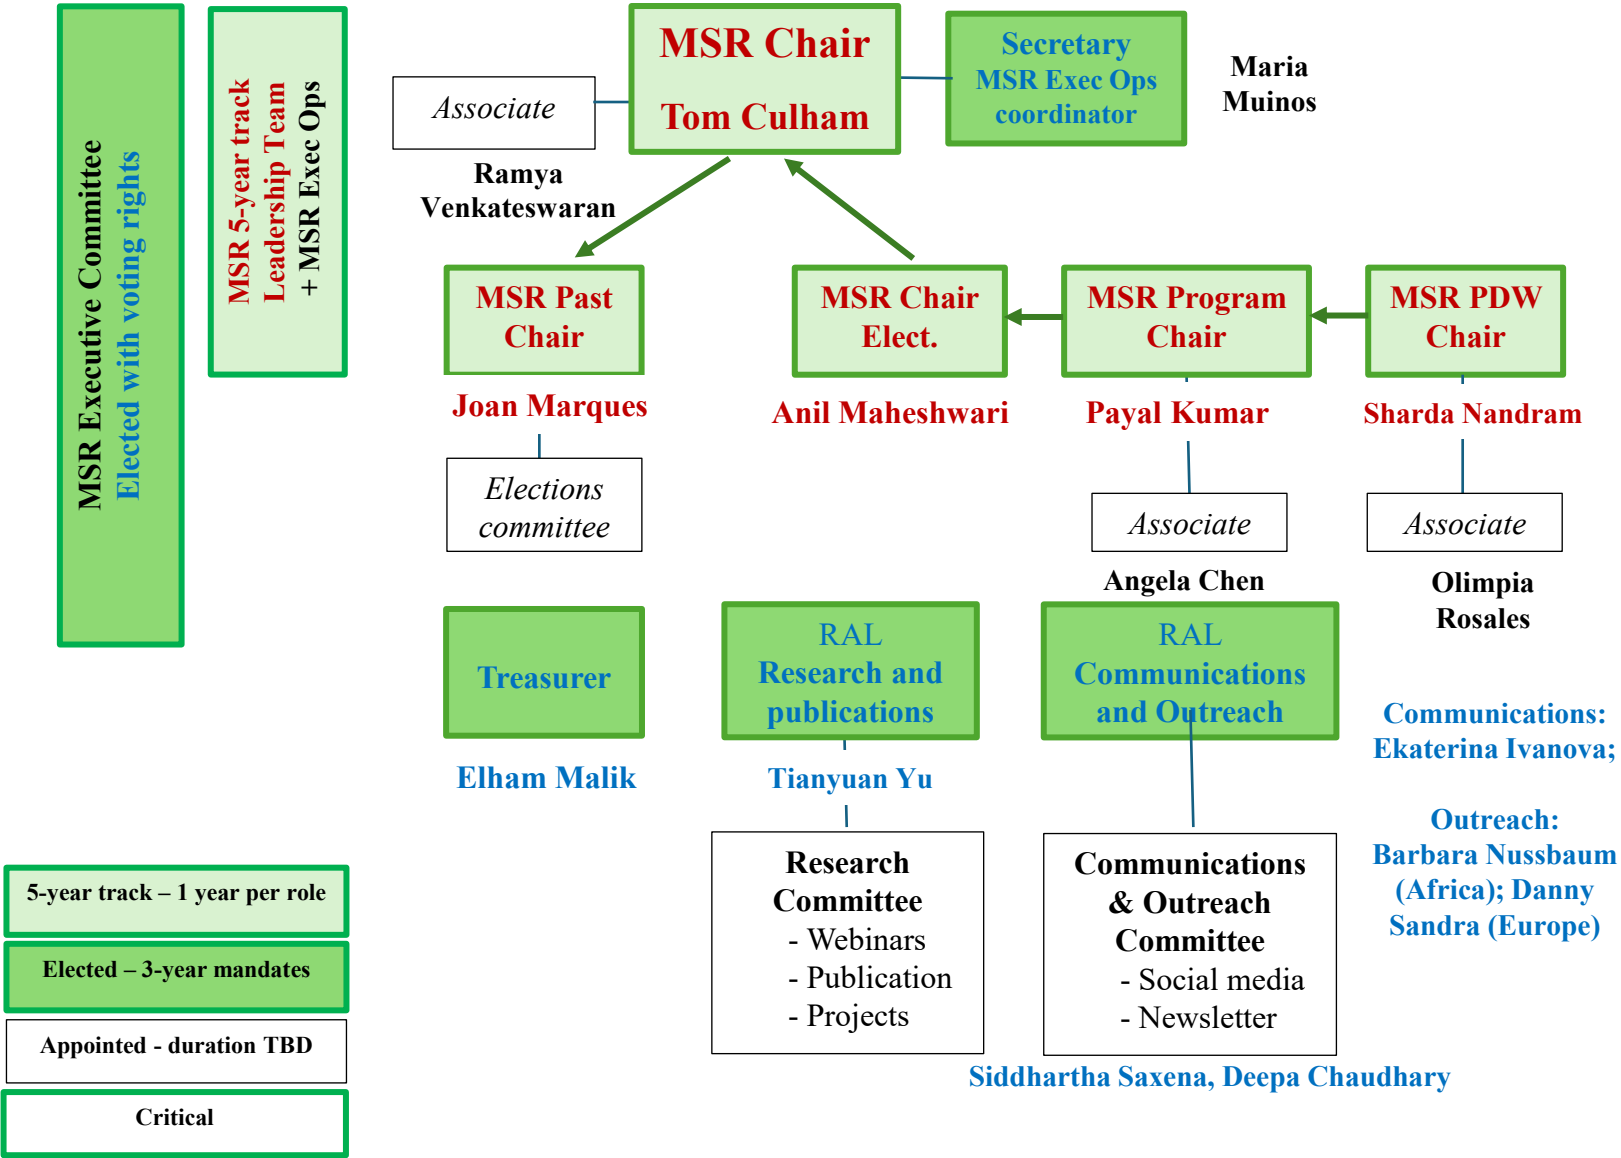 MSR Executive Committee
Elected with voting rights
MSR 5-year track
Leadership Team
+ MSR Exec Ops
MSR Chair
Tom Culham
Secretary
MSR Exec Ops
coordinator
Maria
Muinos
Associate
Ramya
Venkateswaran
MSR Past
Chair
MSR Chair
Elect.
MSR Program
Chair
MSR PDW
Chair
Joan Marques
Anil Maheshwari
Payal Kumar
Sharda Nandram
Elections
committee
Associate
Associate
Angela Chen
Olimpia
Rosales
Treasurer
RAL
Research and
publications
RAL
Communications
and Outreach
Elham Malik
Tianyuan Yu
Communications:
Ekaterina Ivanova;
Outreach:
Barbara Nussbaum
(Africa); Danny
Sandra (Europe)
Research
Committee
- Webinars
- Publication
- Projects
Communications
& Outreach
Committee
- Social media
- Newsletter
Siddhartha Saxena, Deepa Chaudhary
5-year track – 1 year per role
Elected – 3-year mandates
Appointed - duration TBD
Critical